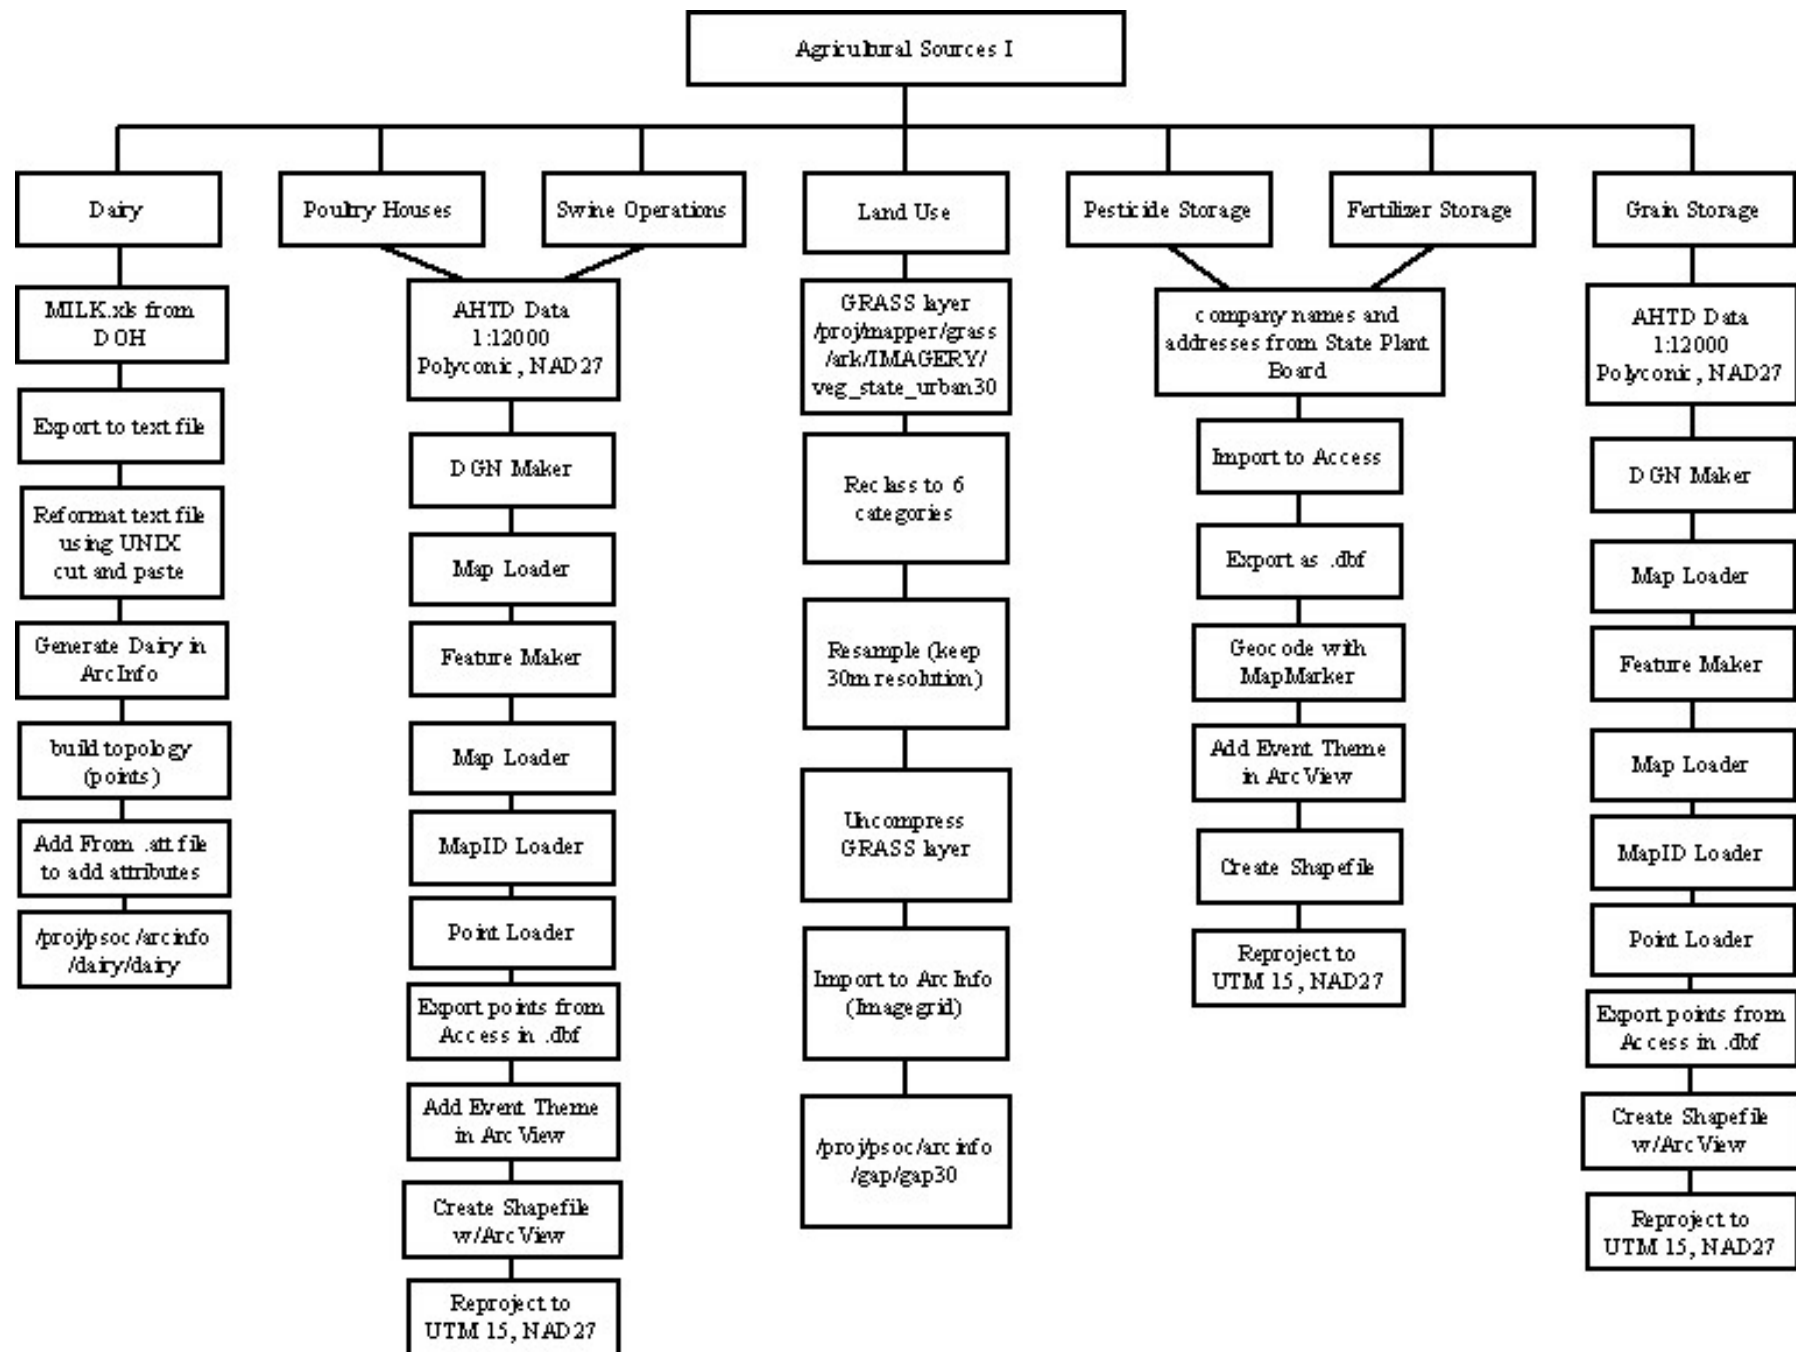 Agricultural Sources I
Dairy
Poultry Houses
Swine Operations
Land Use
Pesticide Storage
Fertilizer Storage
Grain Storage
MILK.xls from
DOH
Export to text file
Reformat text file
using UNIX
cut and paste
Generate Dairy in
ArcInfo
build topology
(points)
Add From .att file
to add attributes
/proj/psoc/arcinfo
/dairy/dairy
AHTD Data
1:12000
Polyconic, NAD27
DGN Maker
Map Loader
Feature Maker
Map Loader
MapID Loader
Point Loader
Export points from
Access in .dbf
Add Event Theme
in ArcView
Create Shapefile
w/ArcView
Reproject to
UTM 15, NAD27
GRASS layer
/proj/mapper/grass
/ark/IMAGERY/
veg_state_urban30
Reclass to 6
categories
Resample (keep
30m resolution)
Uncompress
GRASS layer
Import to ArcInfo
(Imagegrid)
/proj/psoc/arcinfo
/gap/gap30
company names and
addresses from State Plant
Board
Import to Access
Export as .dbf
Geocode with
MapMarker
Add Event Theme
in ArcView
Create Shapefile
Reproject to
UTM 15, NAD27
AHTD Data
1:12000
Polyconic, NAD27
DGN Maker
Map Loader
Feature Maker
Map Loader
MapID Loader
Point Loader
Export points from
Access in .dbf
Create Shapefile
w/ArcView
Reproject to
UTM 15, NAD27